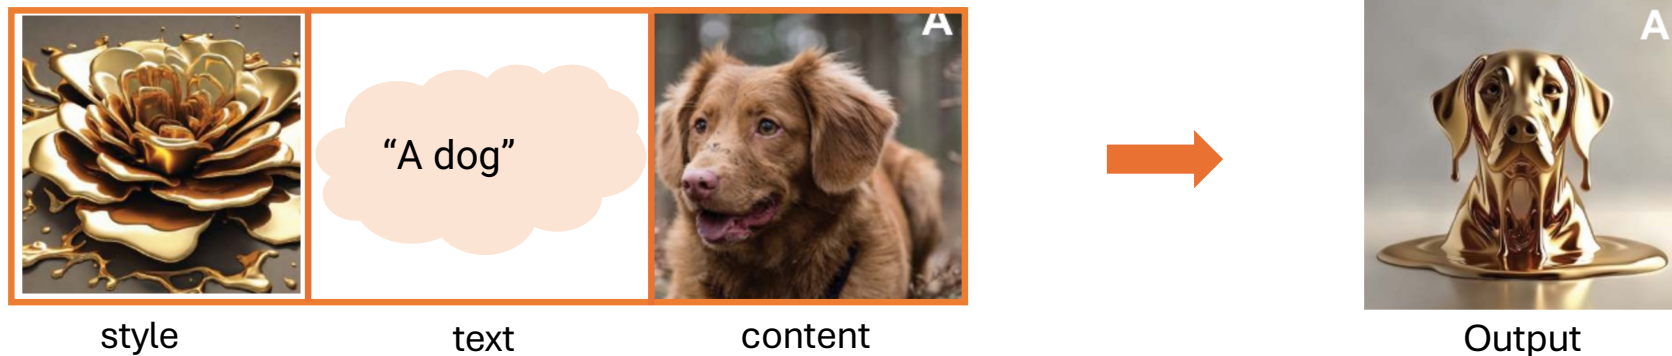 A
“A dog”
A
style
text
content
Output